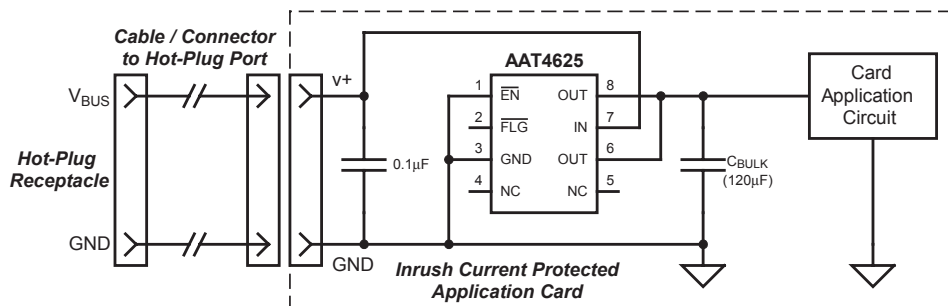 Cable / Connector
to Hot-Plug Port
AAT4625
v+
VBUS
1
EN
OUT
8
Card
Application
Circuit
2
FLG
IN
7
Hot-Plug
Receptacle
0.1µF
3
GND
OUT
6
CBULK
(120µF)
4
NC
NC
5
GND
GND
Inrush Current Protected
Application Card